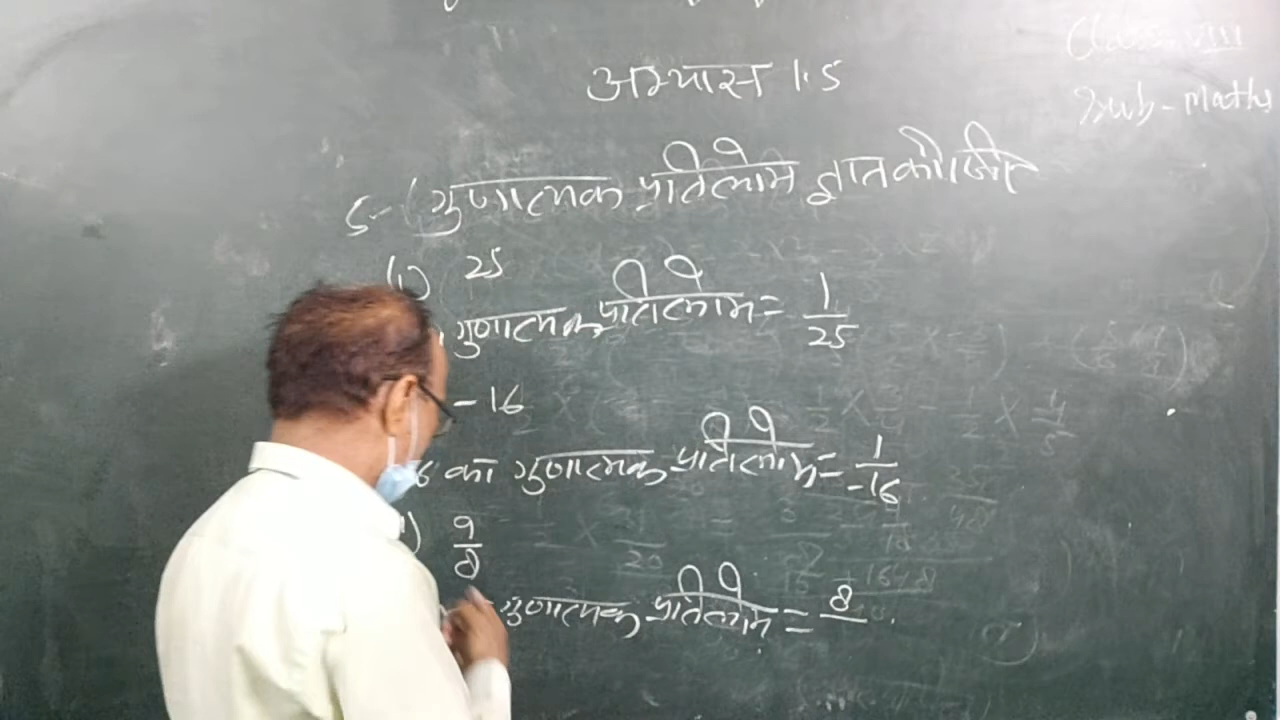 Class-VIII
Sub-Maths
अभ्यास 1.5
5- गुणात्मक प्रतिलोम ज्ञात कीजिए
(i) 25
गुणात्मक प्रतिलोम = 1/25
-16
6 का गुणात्मक प्रतिलोम = 1/-16
9/8
गुणात्मक प्रतिलोम = 8